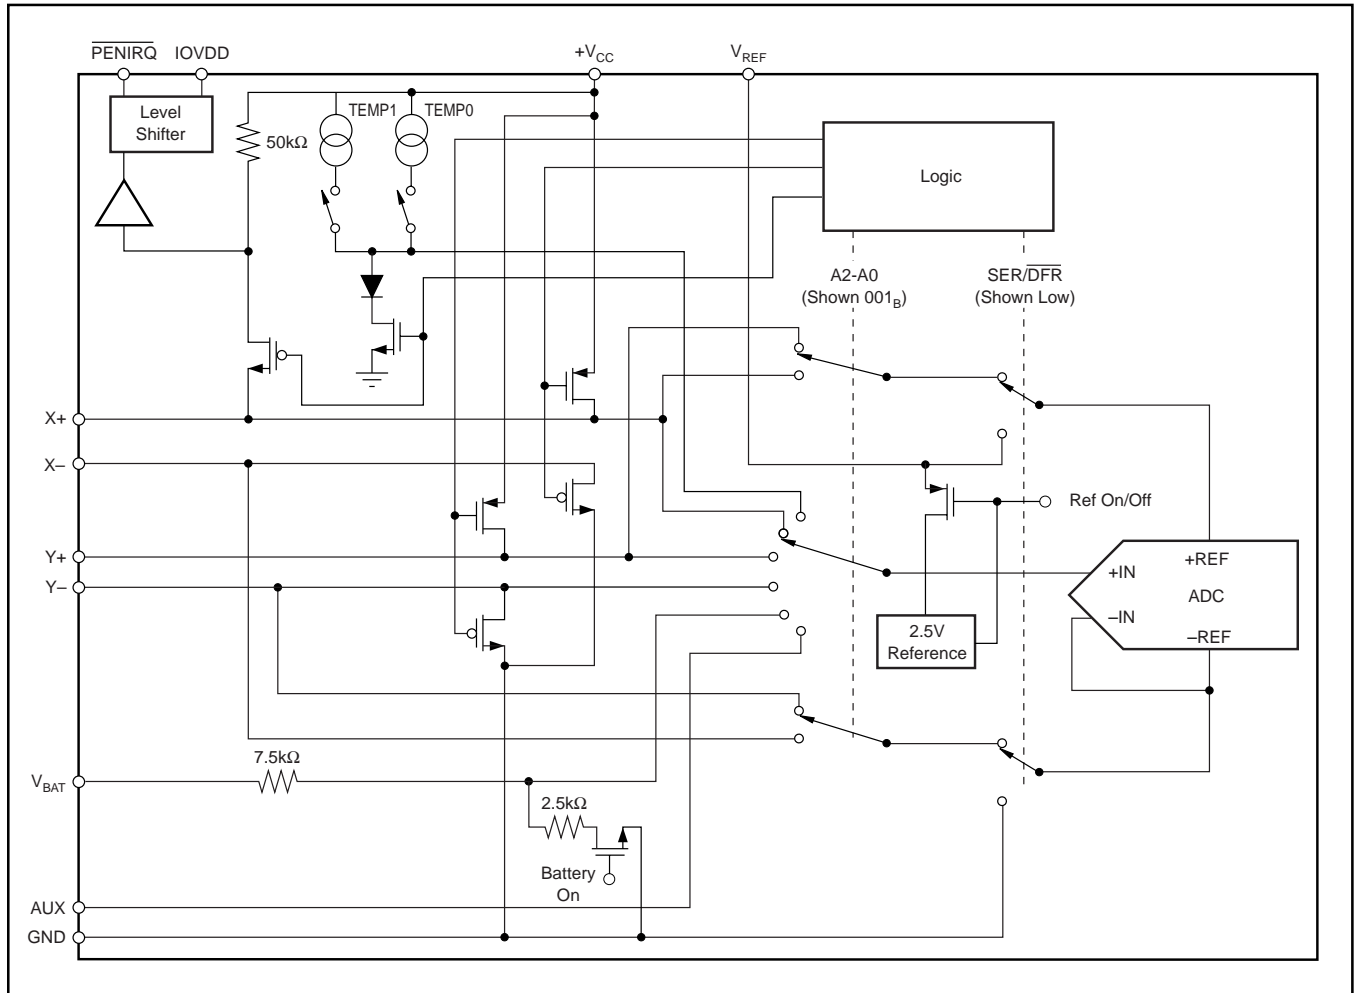 PENIRQ IOVDD +VCC VREF
Level
Shifter
50kΩ
TEMP1 TEMP0
Logic
A2-A0
(Shown 001B)
SER/DFR
(Shown Low)
X+
X–
Y+
Y–
Ref On/Off
+IN
+REF
ADC
–IN
–REF
2.5V
Reference
7.5kΩ
VBAT
2.5kΩ
Battery
On
AUX
GND